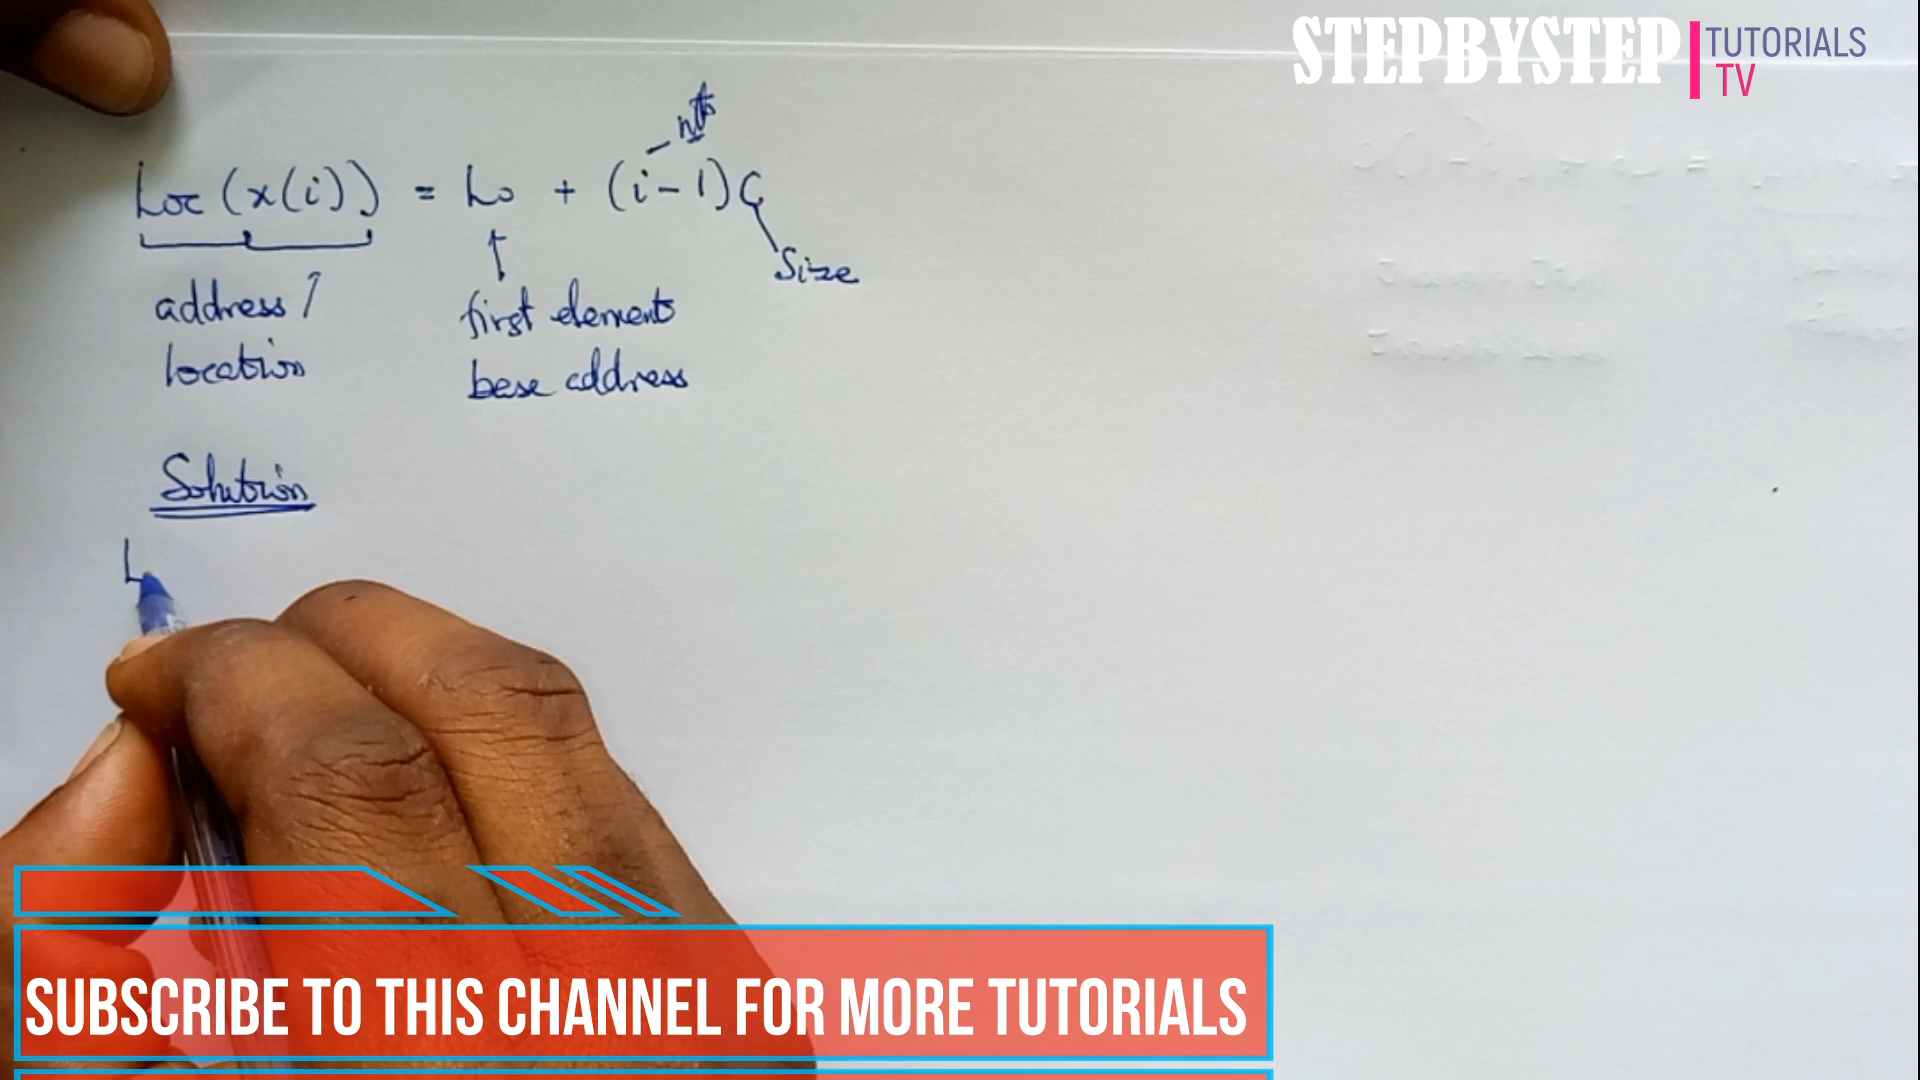 STEPBYSTEP TUTORIALS TV
nth
Loc (x(i)) = Lo + (i - 1) C
Size
address / first element
location base address
Solution
L
SUBSCRIBE TO THIS CHANNEL FOR MORE TUTORIALS